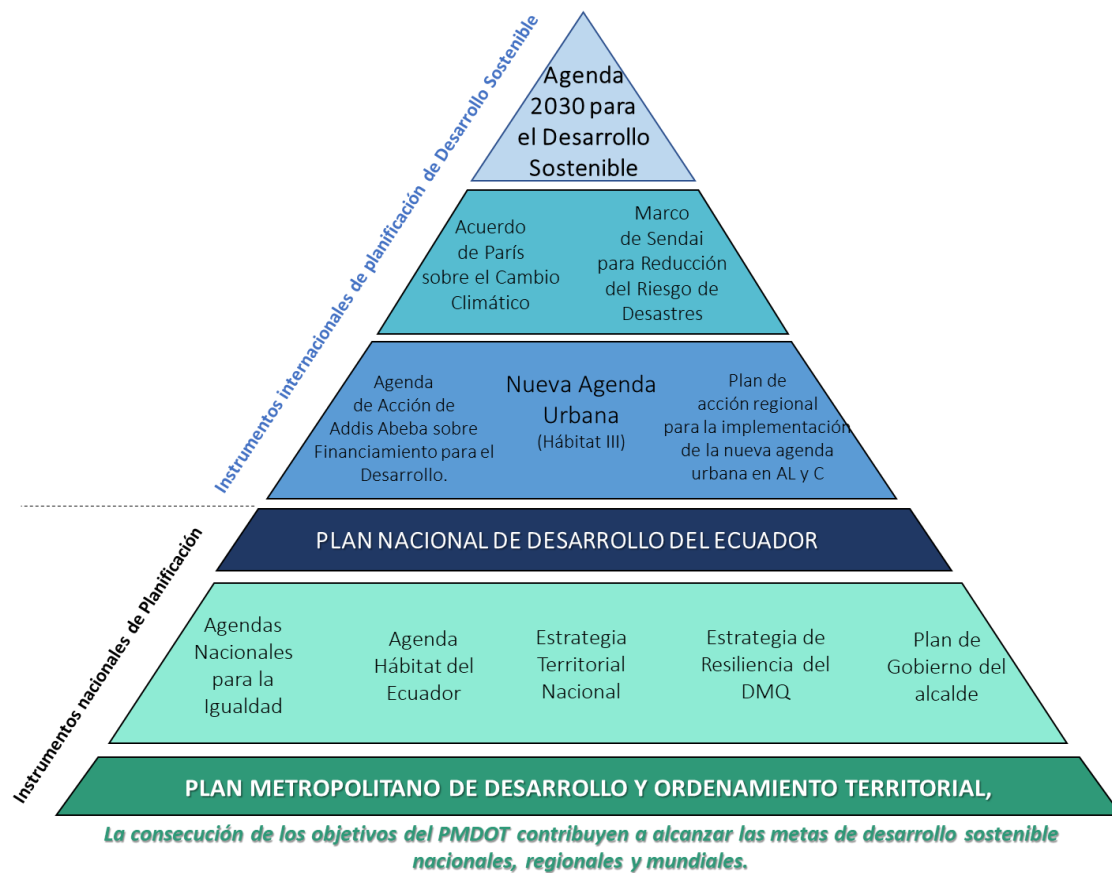 Instrumentos internacionales de planificación de Desarrollo Sostenible
Agenda
2030 para
el Desarrollo
Sostenible
Acuerdo
de París
sobre el Cambio
Climático
Marco
de Sendai
para Reducción
del Riesgo de
Desastres
Agenda
de Acción de
Addis Abeba sobre
Financiamiento para el
Desarrollo.
Nueva Agenda
Urbana
(Hábitat III)
Plan de
acción regional
para la implementación
de la nueva agenda
urbana en AL y C
Instrumentos nacionales de Planificación
PLAN NACIONAL DE DESARROLLO DEL ECUADOR
Agendas
Nacionales
para la
Igualdad
Agenda
Hábitat del
Ecuador
Estrategia
Territorial
Nacional
Estrategia de
Resiliencia del
DMQ
Plan de
Gobierno del
alcalde
PLAN METROPOLITANO DE DESARROLLO Y ORDENAMIENTO TERRITORIAL,
La consecución de los objetivos del PMDOT contribuyen a alcanzar las metas de desarrollo sostenible
nacionales, regionales y mundiales.